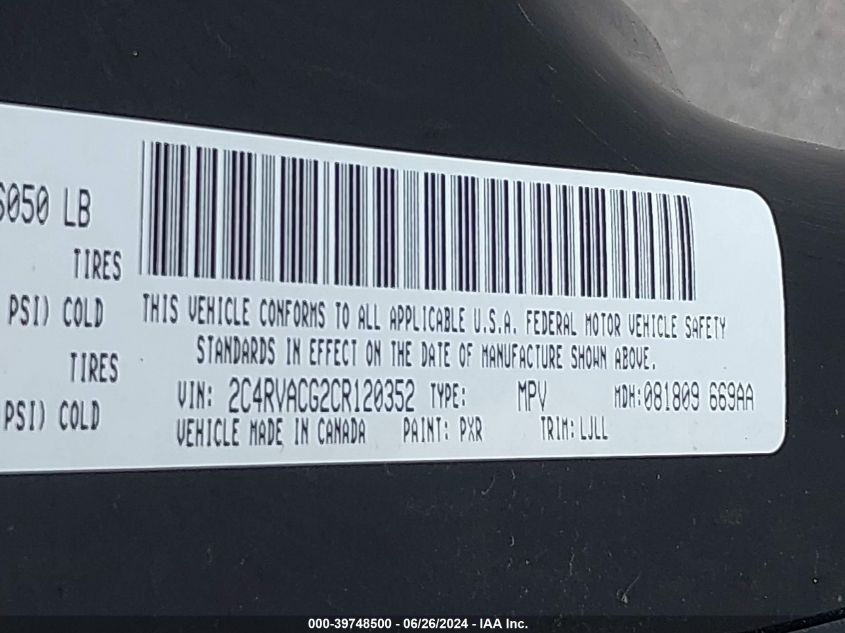 6050 LB
TIRES
PSI) COLD
TIRES
PSI) COLD
THIS VEHICLE CONFORMS TO ALL APPLICABLE U.S.A. FEDERAL MOTOR VEHICLE SAFETY
STANDARDS IN EFFECT ON THE DATE OF MANUFACTURE SHOWN ABOVE.
VIN: 2C4RVACG2CR120352 TYPE: MPV MDH:081809 669AA
VEHICLE MADE IN CANADA PAINT: PXR TRIM: LJLL
000-39748500 - 06/26/2024 - IAA Inc.